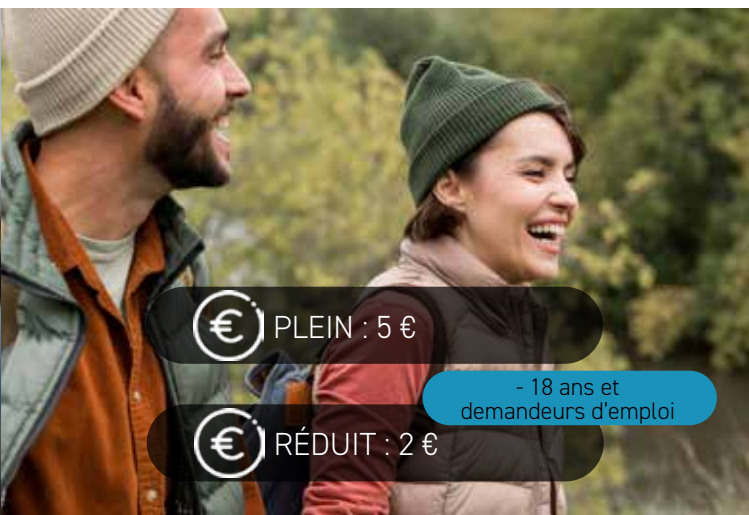 PLEIN : 5 €
- 18 ans et
demandeurs d'emploi
RÉDUIT : 2 €